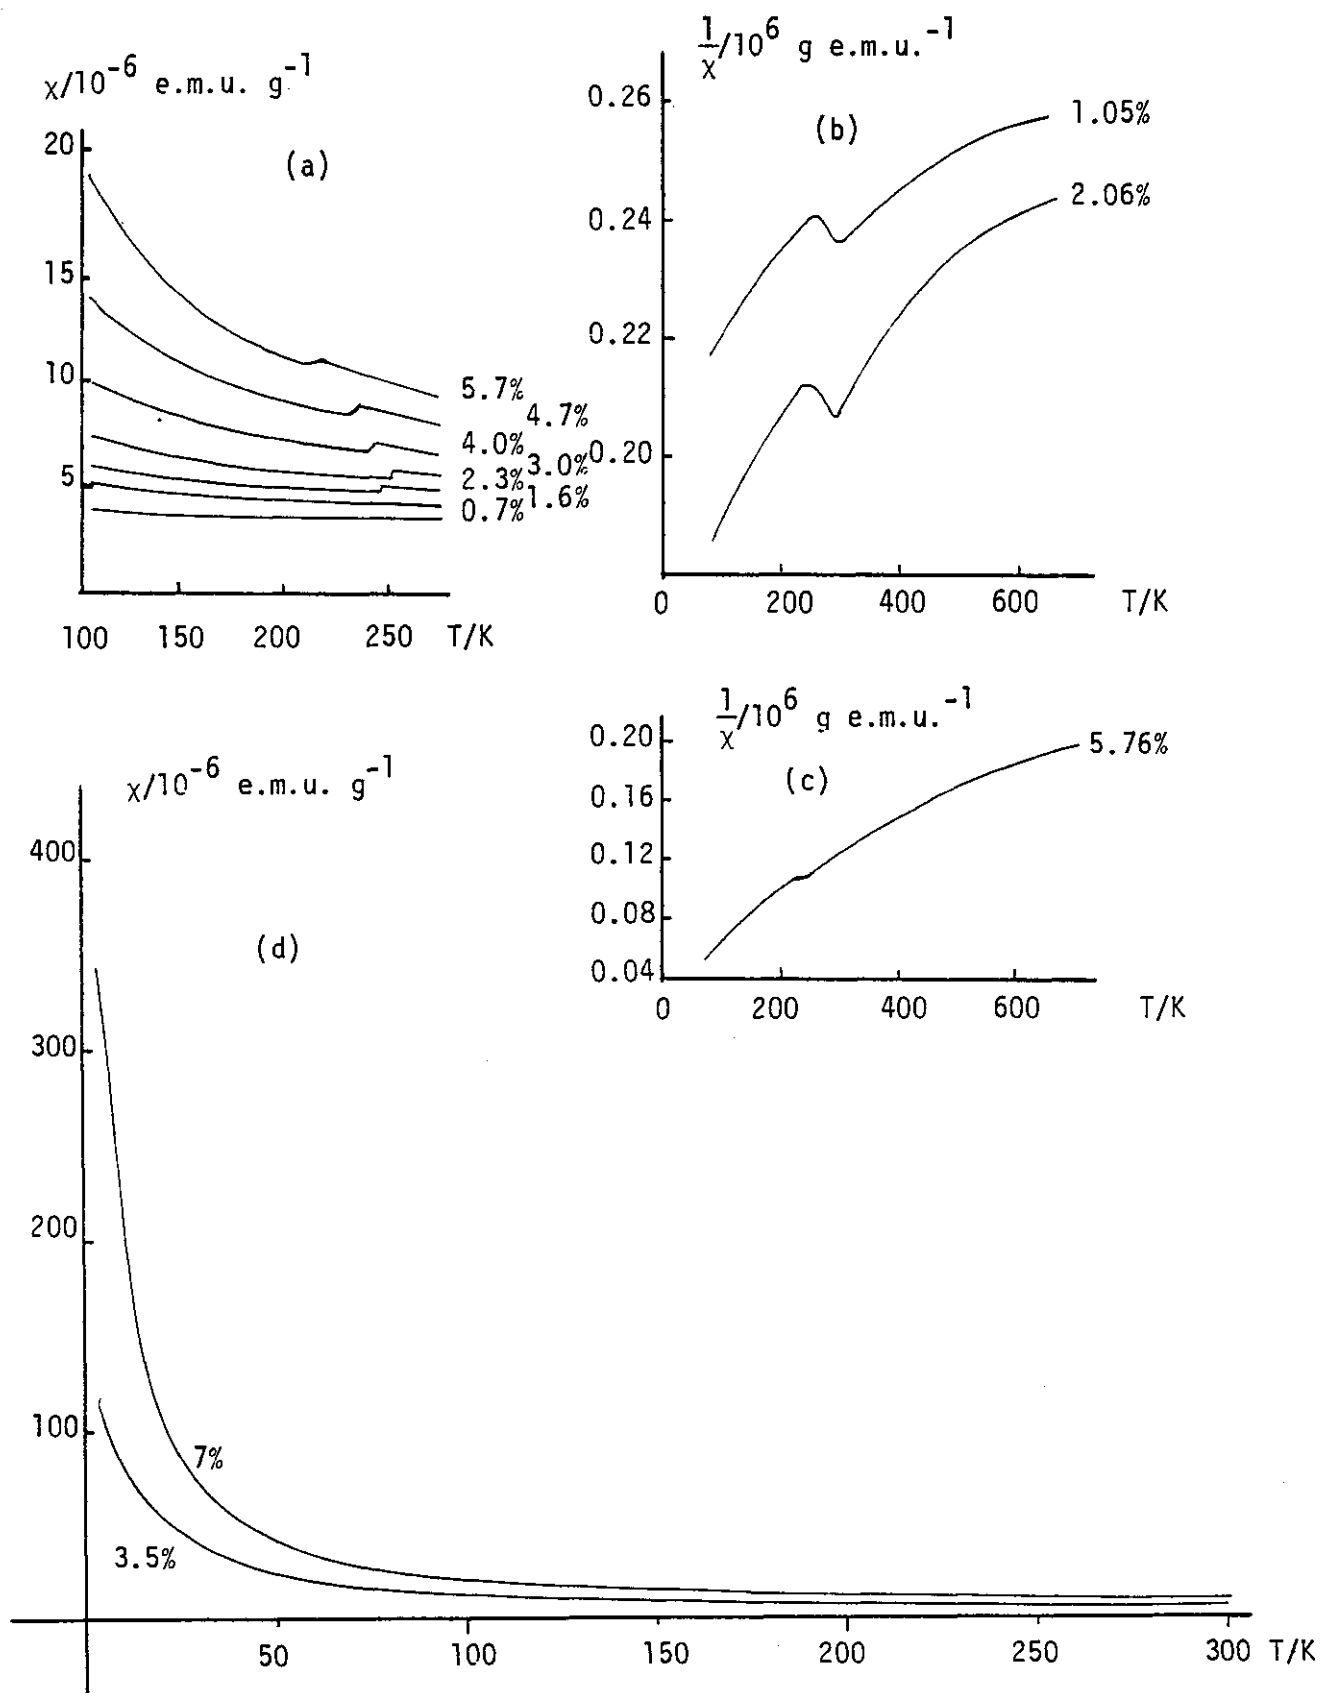 χ/10⁻⁶ e.m.u. g⁻¹
(a)
20
15
10
5
100 150 200 250 T/K
5.7%
4.7%
4.0%
3.0%
2.3%
1.6%
0.7%
1/χ/10⁶ g e.m.u.⁻¹
(b)
0.26
0.24
0.22
0.20
1.05%
2.06%
0 200 400 600 T/K
1/χ/10⁶ g e.m.u.⁻¹
(c)
0.20
0.16
0.12
0.08
0.04
5.76%
0 200 400 600 T/K
χ/10⁻⁶ e.m.u. g⁻¹
(d)
400
300
200
100
7%
3.5%
50 100 150 200 250 300 T/K